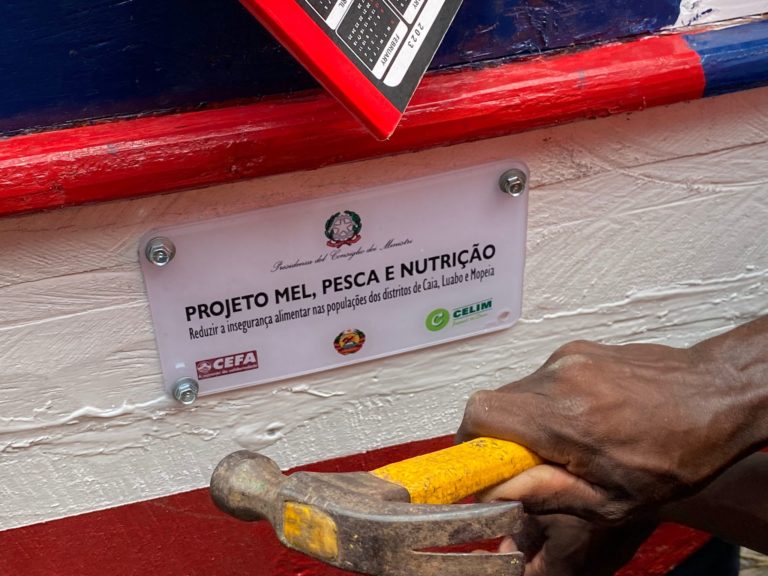 FEBRUARY
2023
Presidenza del Consiglio dei Ministri
PROJETO MEL, PESCA E NUTRIÇÃO
Reduzir a insegurança alimentar nas populações dos distritos de Caia, Luabo e Mopeia
CEFA
CELIM